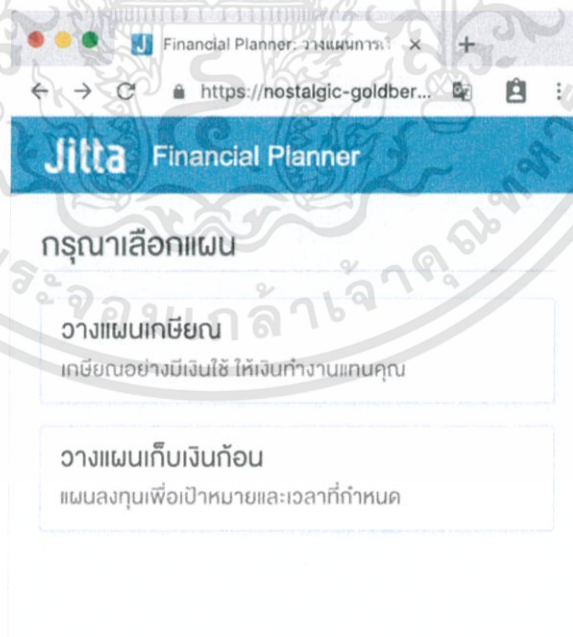 Financial Planner: วางแผนการเ
https://nostalgic-goldber...
Jitta Financial Planner
กรุณาเลือกแผน
วางแผนเกษียณ
เกษียณอย่างมีเงินใช้ ให้เงินทำงานแทนคุณ
วางแผนเก็บเงินก้อน
แผนลงทุนเพื่อเป้าหมายและเวลาที่กำหนด